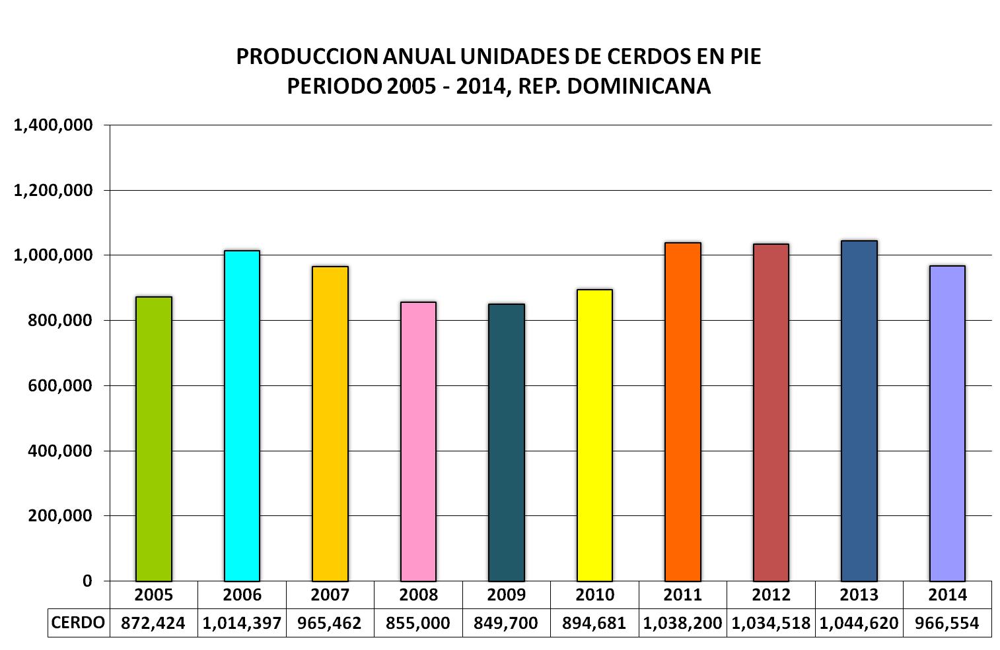 PRODUCCION ANUAL UNIDADES DE CERDOS EN PIE
PERIODO 2005 - 2014, REP. DOMINICANA
1,400,000
1,200,000
1,000,000
800,000
600,000
400,000
200,000
0
2005 2006 2007 2008 2009 2010 2011 2012 2013 2014
CERDO 872,424 1,014,397 965,462 855,000 849,700 894,681 1,038,200 1,034,518 1,044,620 966,554